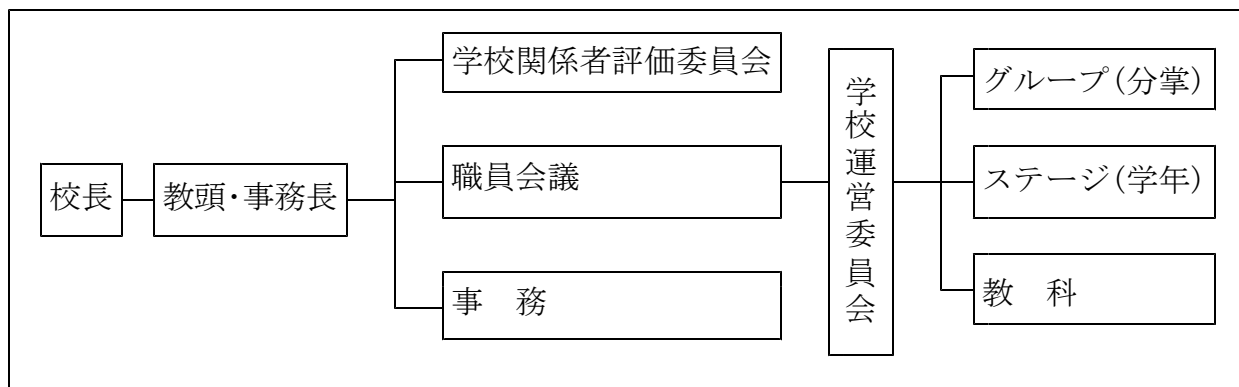 校長
教頭・事務長
学校関係者評価委員会
職員会議
事　務
学校運営委員会
グループ(分掌)
ステージ(学年)
教　科